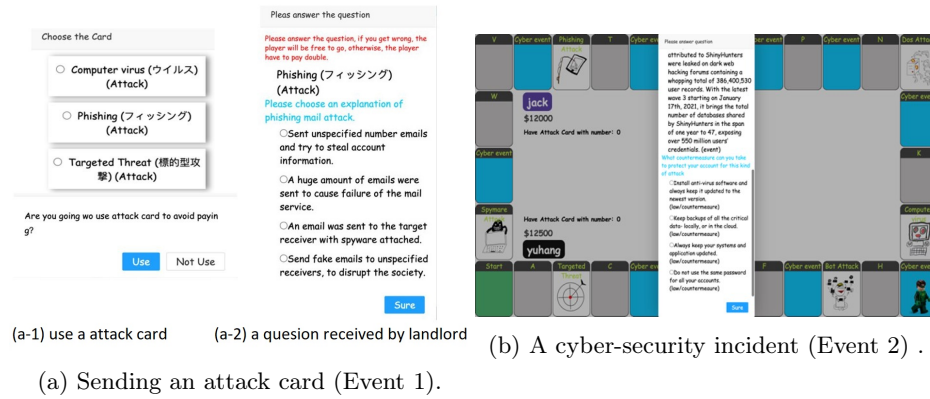 Choose the Card
Computer virus (ウイルス)
(Attack)
Phishing (フィッシング)
(Attack)
Targeted Threat (標的型攻
撃) (Attack)
Are you going wo use attack card to avoid payin
g?
Use Not Use
(a-1) use a attack card
Pleas answer the question
Please answer the question, if you get wrong, the
player will be free to go, otherwise, the player
have to pay double.
Phishing (フィッシング)
(Attack)
Please choose an explanation of
phishing mail attack.
Sent unspecified number emails
and try to steal account
information.
A huge amount of emails were
sent to cause failure of the mail
service.
An email was sent to the target
receiver with spyware attached.
Send fake emails to unspecified
receivers, to disrupt the society.
Sure
(a-2) a quesion received by landlord
(a) Sending an attack card (Event 1).
V Cyber event Phishing Attack T Cyber ev
er event P Cyber event N Dos Atta
W
jack
$12000
Have Attack Card with number: 0
Cyber even
Cyber event
K
Spyware
Compute
Have Attack Card with number: 0
$12500
yuhang
Start A Targeted Threat C Cyber ev
F Cyber event Bot Attack H Cyber eve
Please answer question
attributed to ShinyHunters
were leaked on dark web
hacking forums containing a
whopping total of 386,400,530
user records. With the latest
wave 3 starting on January
17th, 2021, it brings the total
number of databases shared
by ShinyHunters in the span
of one year to 47, exposing
over 550 million users'
credentials. (event)
What countermeasure can you take
to protect your account for this kind
of attack
Install anti-virus software and
always keep it updated to the
newest version.
(law/countermeasure)
Keep backups of all the critical
data- locally, or in the cloud.
(law/countermeasure)
Always keep your systems and
application updated.
(law/countermeasure)
Do not use the same password
for all your accounts.
(law/countermeasure)
Sure
(b) A cyber-security incident (Event 2) .